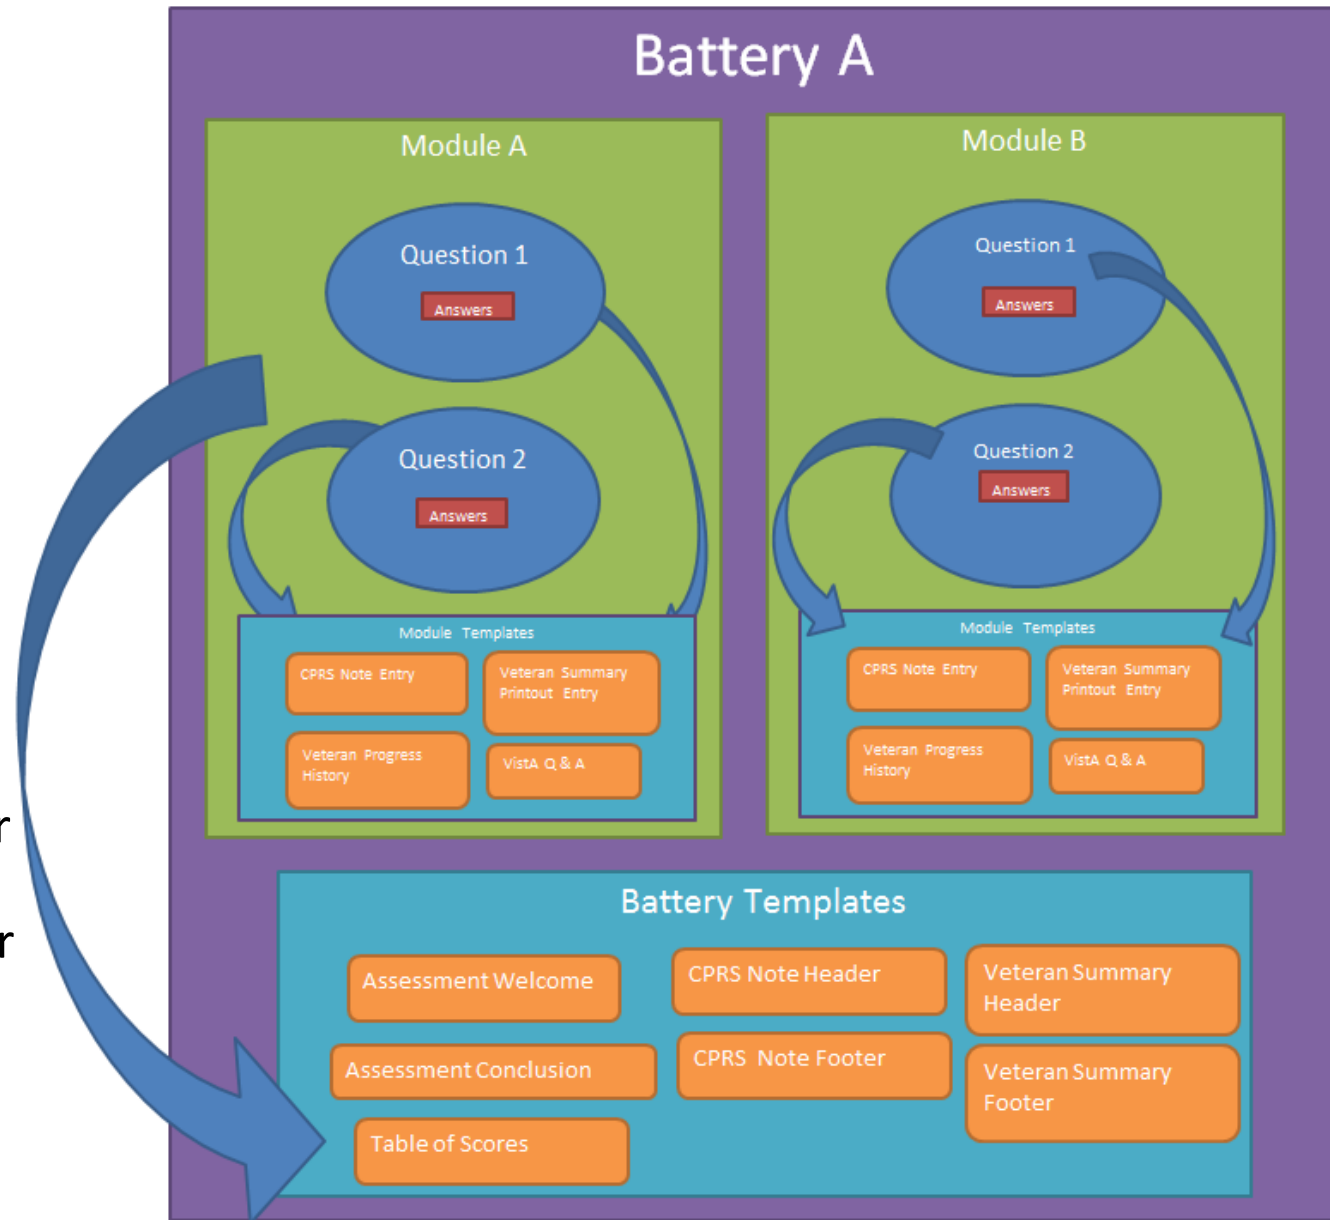 Battery A
Module A
Question 1
Answers
Question 2
Answers
Module Templates
CPRS Note Entry
Veteran Summary
Printout Entry
Veteran Progress
History
VistA Q & A
Module B
Question 1
Answers
Question 2
Answers
Module Templates
CPRS Note Entry
Veteran Summary
Printout Entry
Veteran Progress
History
VistA Q & A
r
r
Battery Templates
Assessment Welcome
CPRS Note Header
Veteran Summary
Header
Assessment Conclusion
CPRS Note Footer
Veteran Summary
Footer
Table of Scores